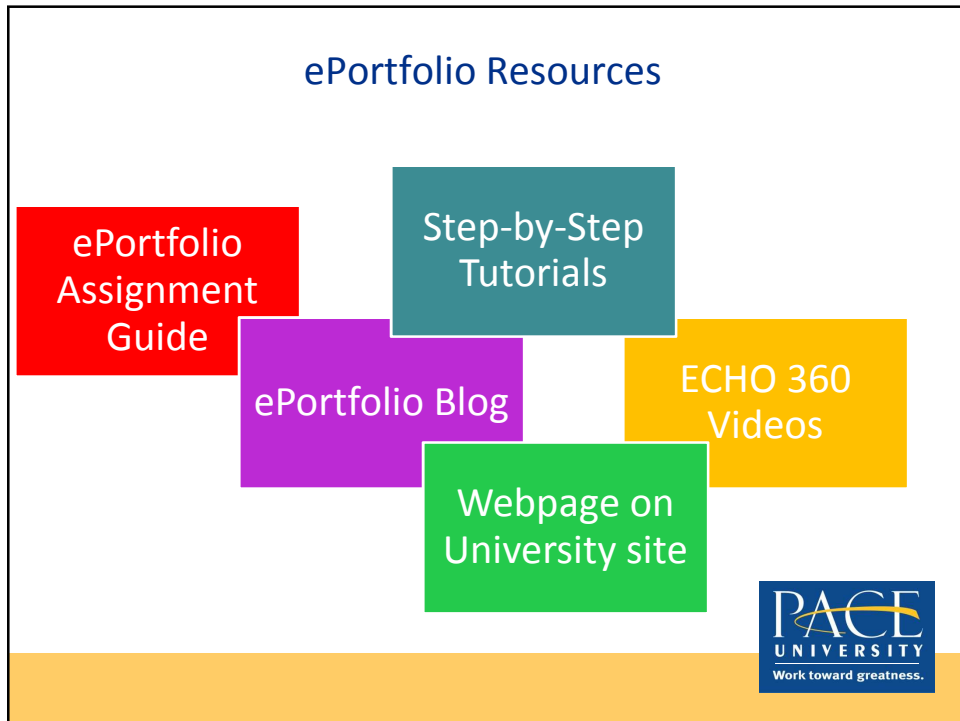 ePortfolio Resources
ePortfolio
Assignment
Guide
Step-by-Step
Tutorials
ePortfolio Blog
ECHO 360
Videos
Webpage on
University site
PACE
UNIVERSITY
Work toward greatness.